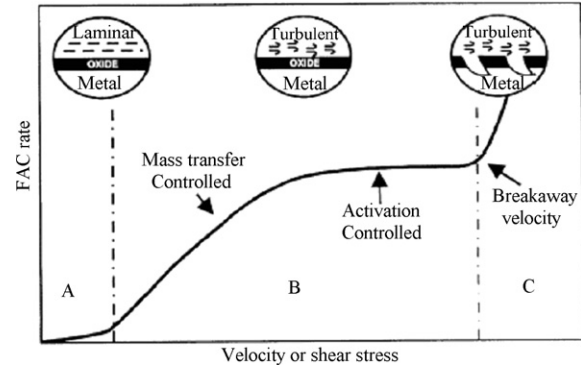 Laminar
OXIDE
Metal
Turbulent
OXIDE
Metal
Turbulent
Metal
FAC rate
Mass transfer
Controlled
Activation
Controlled
Breakaway
velocity
A
B
C
Velocity or shear stress